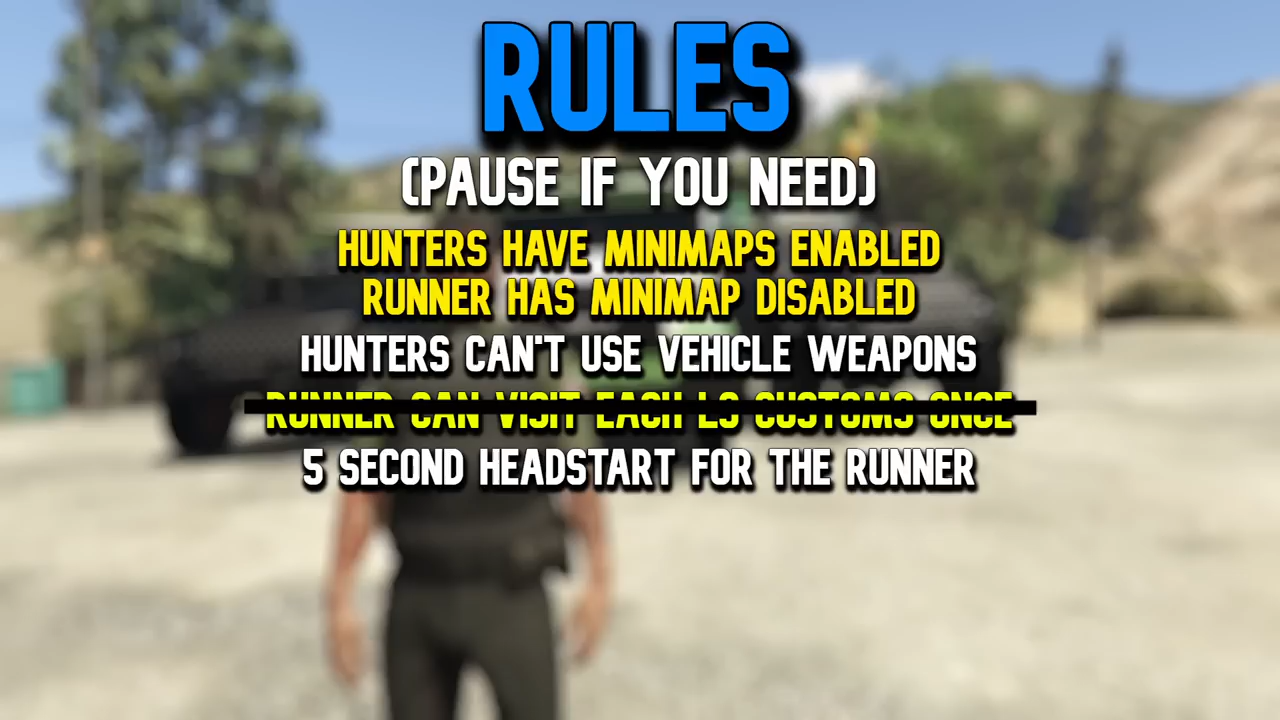 RULES
(PAUSE IF YOU NEED)
HUNTERS HAVE MINIMAPS ENABLED
RUNNER HAS MINIMAP DISABLED
HUNTERS CAN'T USE VEHICLE WEAPONS
RUNNER CAN VISIT EACH LS CUSTOMS ONCE
5 SECOND HEADSTART FOR THE RUNNER